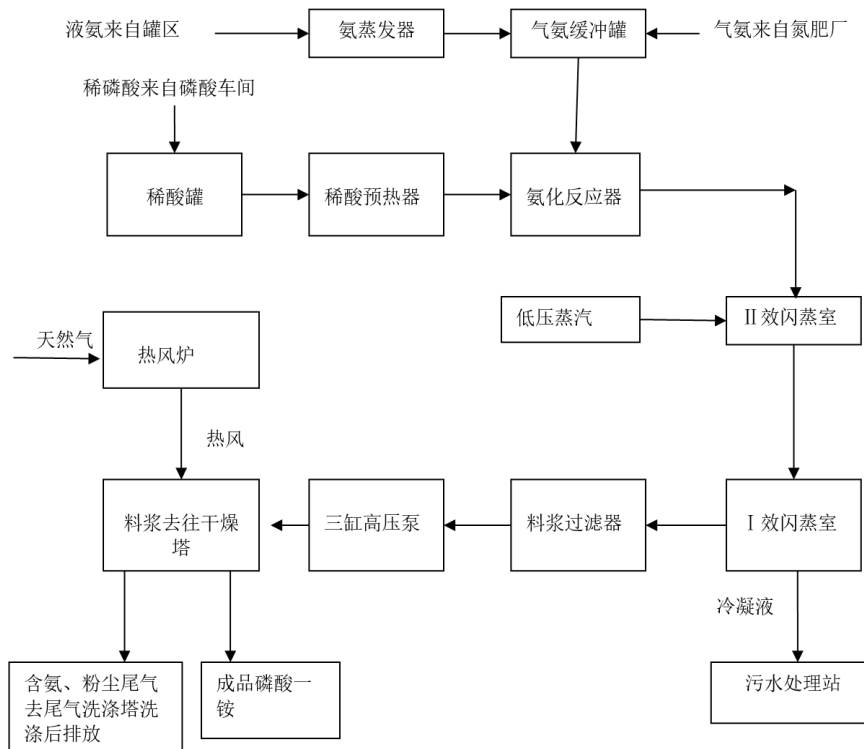 液氨来自罐区
氨蒸发器
气氨缓冲罐
气氨来自氮肥厂
稀磷酸来自磷酸车间
稀酸罐
稀酸预热器
氨化反应器
低压蒸汽
Ⅱ效闪蒸室
天然气
热风炉
热风
料浆去往干燥
塔
三缸高压泵
料浆过滤器
Ⅰ效闪蒸室
冷凝液
含氨、粉尘尾气
去尾气洗涤塔洗
涤后排放
成品磷酸一
铵
污水处理站